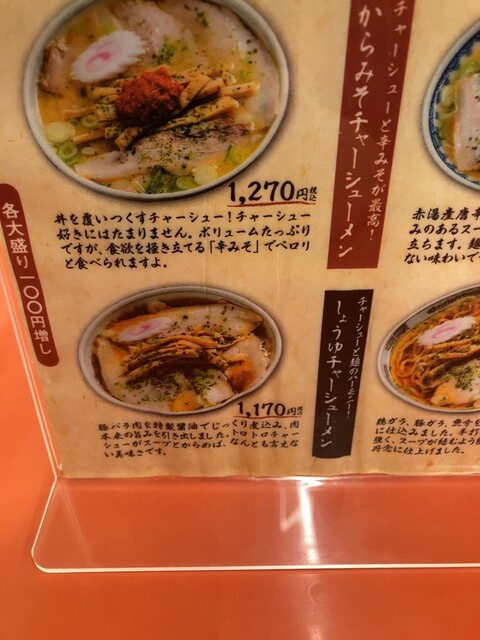 チャーシューと辛みそが最高！
からみそチャーシューメン
1,270円税込
丼を覆いつくすチャーシュー！チャーシュー
好きにはたまりません。ボリュームたっぷり
ですが、食欲を掻き立てる「辛みそ」でペロリ
と食べられますよ。
各大盛り一〇〇円増し
チャーシューと麺のハーモニー！
しょうゆチャーシューメン
1,170円税込
豚バラ肉を特製醤油でじっくり煮込み、肉
本来の旨みを引き出しました。トロトロチャー
シューがスープとからめば、なんとも言えな
い美味さです。
赤湯産唐辛
みのあるスー
立ちます。麺
ない味わいで
鶏ガラ、豚ガラ、魚すを
に仕込みました。手打
強く、スープが結むよう
丹念に仕上げました。